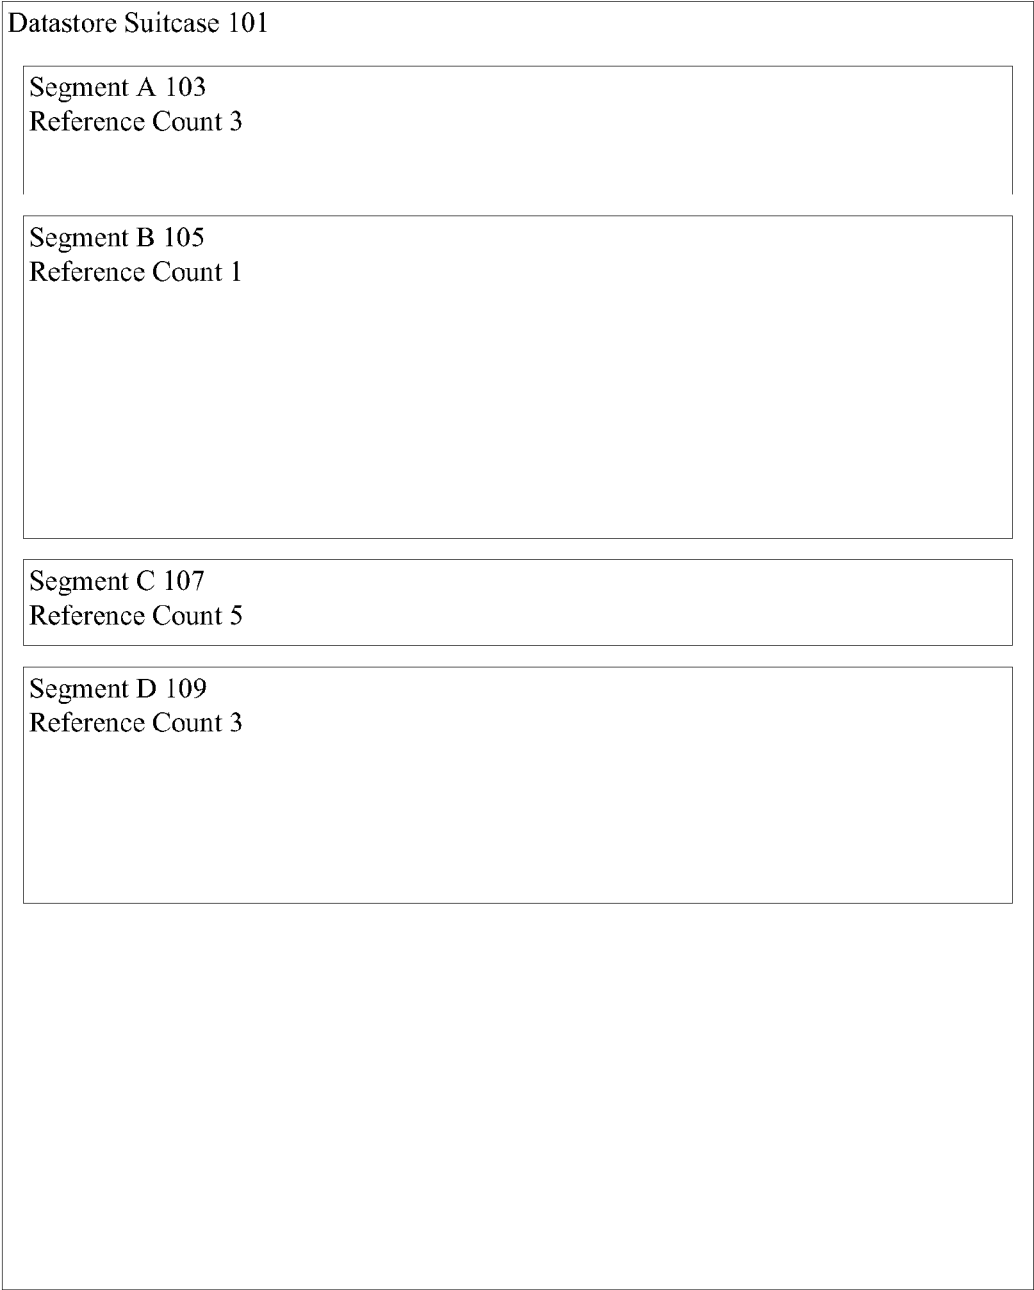 Datastore Suitcase 101
Segment A 103
Reference Count 3
Segment B 105
Reference Count 1
Segment C 107
Reference Count 5
Segment D 109
Reference Count 3